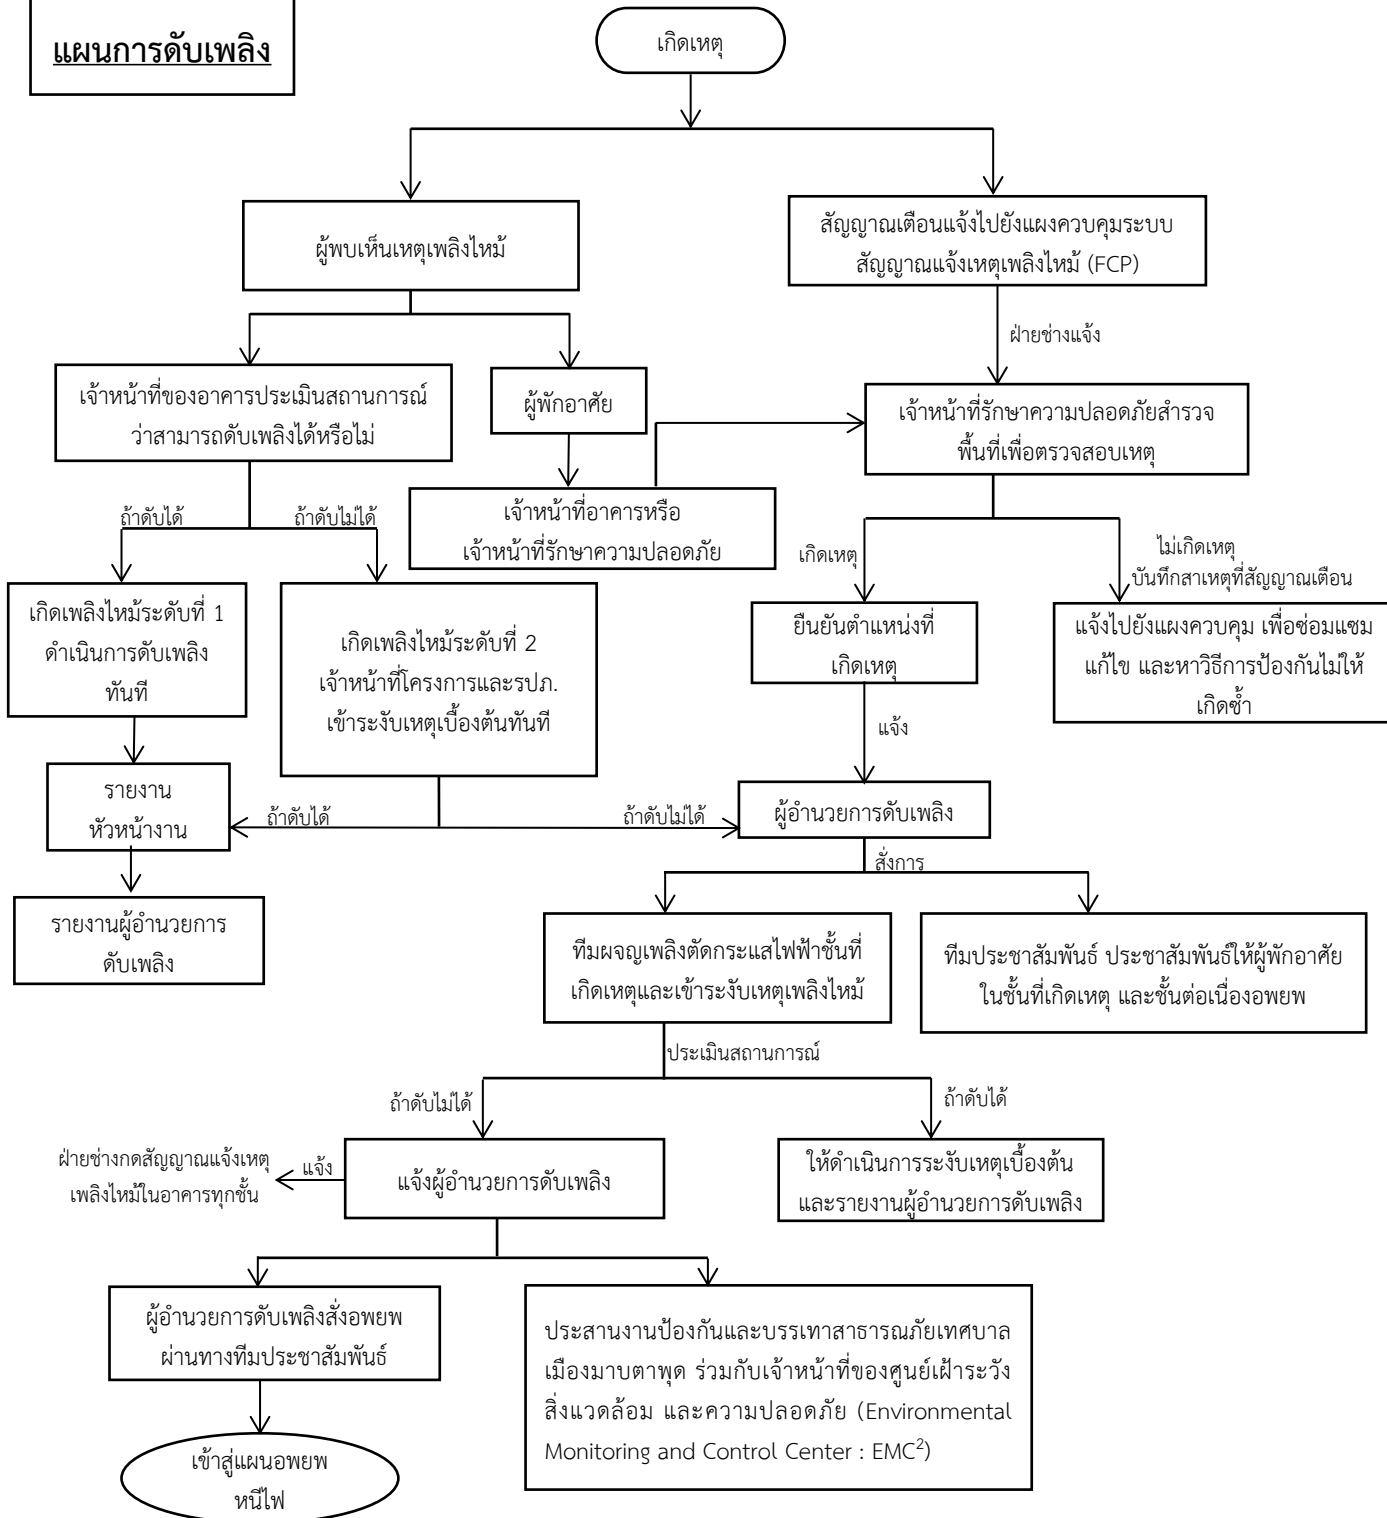 แผนการดับเพลิง
เกิดเหตุ
ผู้พบเห็นเหตุเพลิงไหม้
สัญญาณเตือนแจ้งไปยังแผงควบคุมระบบ
สัญญาณแจ้งเหตุเพลิงไหม้ (FCP)
ฝ่ายช่างแจ้ง
เจ้าหน้าที่ของอาคารประเมินสถานการณ์
ว่าสามารถดับเพลิงได้หรือไม่
ผู้พักอาศัย
เจ้าหน้าที่รักษาความปลอดภัยสำรวจ
พื้นที่เพื่อตรวจสอบเหตุ
เจ้าหน้าที่อาคารหรือ
เจ้าหน้าที่รักษาความปลอดภัย
ถ้าดับได้
ถ้าดับไม่ได้
เกิดเหตุ
ไม่เกิดเหตุ
บันทึกสาเหตุที่สัญญาณเตือน
เกิดเพลิงไหม้ระดับที่ 1
ดำเนินการดับเพลิง
ทันที
เกิดเพลิงไหม้ระดับที่ 2
เจ้าหน้าที่โครงการและรปภ.
เข้าระงับเหตุเบื้องต้นทันที
ยืนยันตำแหน่งที่
เกิดเหตุ
แจ้งไปยังแผงควบคุม เพื่อซ่อมแซม
แก้ไข และหาวิธีการป้องกันไม่ให้
เกิดซ้ำ
แจ้ง
รายงาน
หัวหน้างาน
ถ้าดับได้
ถ้าดับไม่ได้
ผู้อำนวยการดับเพลิง
สั่งการ
รายงานผู้อำนวยการ
ดับเพลิง
ทีมผจญเพลิงตัดกระแสไฟฟ้าชั้นที่
เกิดเหตุและเข้าระงับเหตุเพลิงไหม้
ทีมประชาสัมพันธ์ ประชาสัมพันธ์ให้ผู้พักอาศัย
ในชั้นที่เกิดเหตุ และชั้นต่อเนื่องอพยพ
ประเมินสถานการณ์
ถ้าดับไม่ได้
ถ้าดับได้
ฝ่ายช่างกดสัญญาณแจ้งเหตุ
เพลิงไหม้ในอาคารทุกชั้น
แจ้ง
แจ้งผู้อำนวยการดับเพลิง
ให้ดำเนินการระงับเหตุเบื้องต้น
และรายงานผู้อำนวยการดับเพลิง
ผู้อำนวยการดับเพลิงสั่งอพยพ
ผ่านทางทีมประชาสัมพันธ์
ประสานงานป้องกันและบรรเทาสาธารณภัยเทศบาล
เมืองมาบตาพุด ร่วมกับเจ้าหน้าที่ของศูนย์เฝ้าระวัง
สิ่งแวดล้อม และความปลอดภัย (Environmental
Monitoring and Control Center : EMC²)
เข้าสู่แผนอพยพ
หนีไฟ